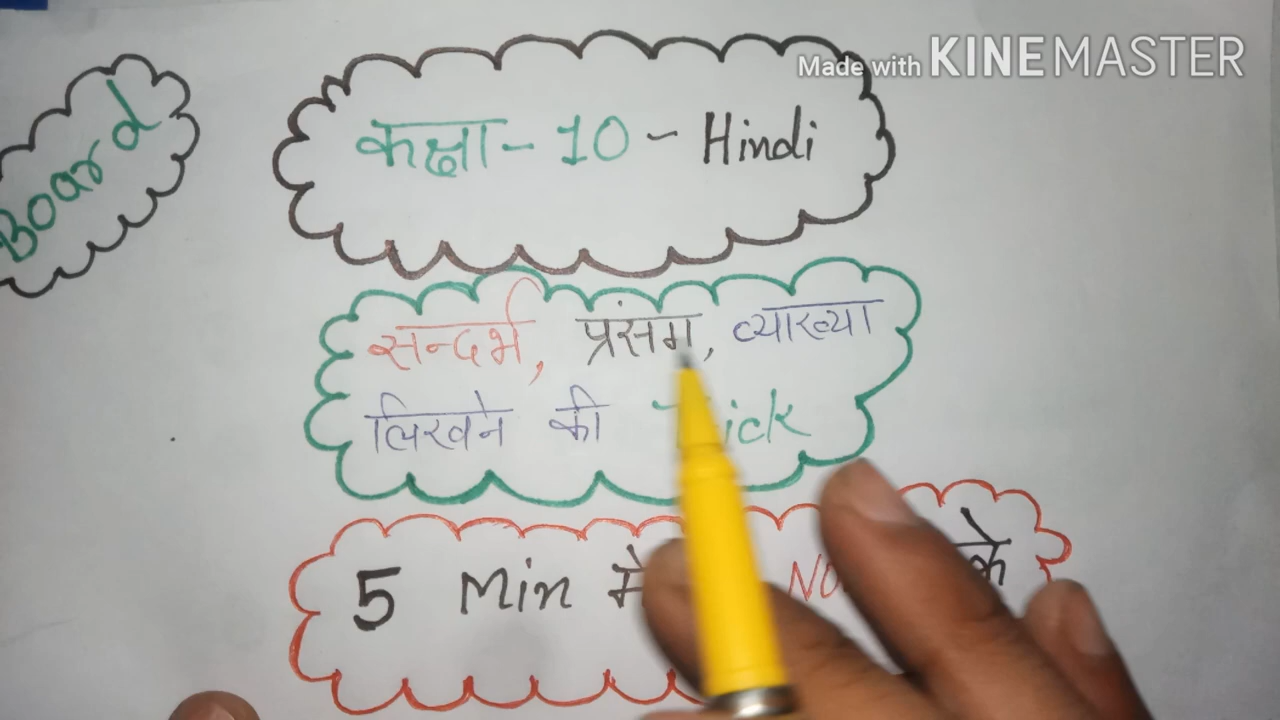 Made with KINEMASTER
Board
कक्षा - 10 - Hindi
सन्दर्भ, प्रसंग, व्याख्या
लिखने की
5 Min